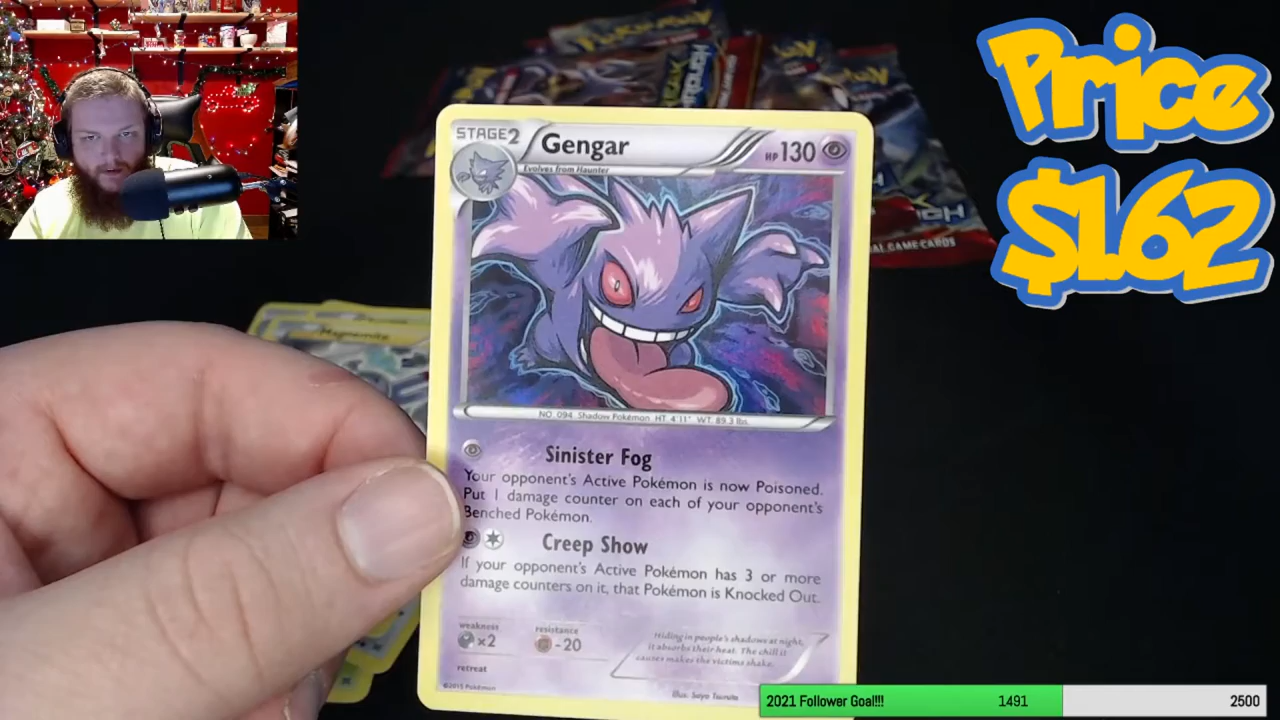 Price
$1.62
STAGE2
Gengar
HP 130
Evolves from Haunter
Magnemite
NO. 094 Shadow Pokémon HT. 4'11" WT. 89.3 lbs.
Sinister Fog
Your opponent's Active Pokémon is now Poisoned.
Put 1 damage counter on each of your opponent's
Benched Pokémon.
Creep Show
If your opponent's Active Pokémon has 3 or more
damage counters on it, that Pokémon is Knocked Out.
weakness
×2
resistance
-20
retreat
Hiding in people's shadows at night,
it absorbs their heat. The chill it
causes makes the victims shake.
©2015 Pokémon
Illus. Sayo Tsuruta
2021 Follower Goal!!!
1491
2500